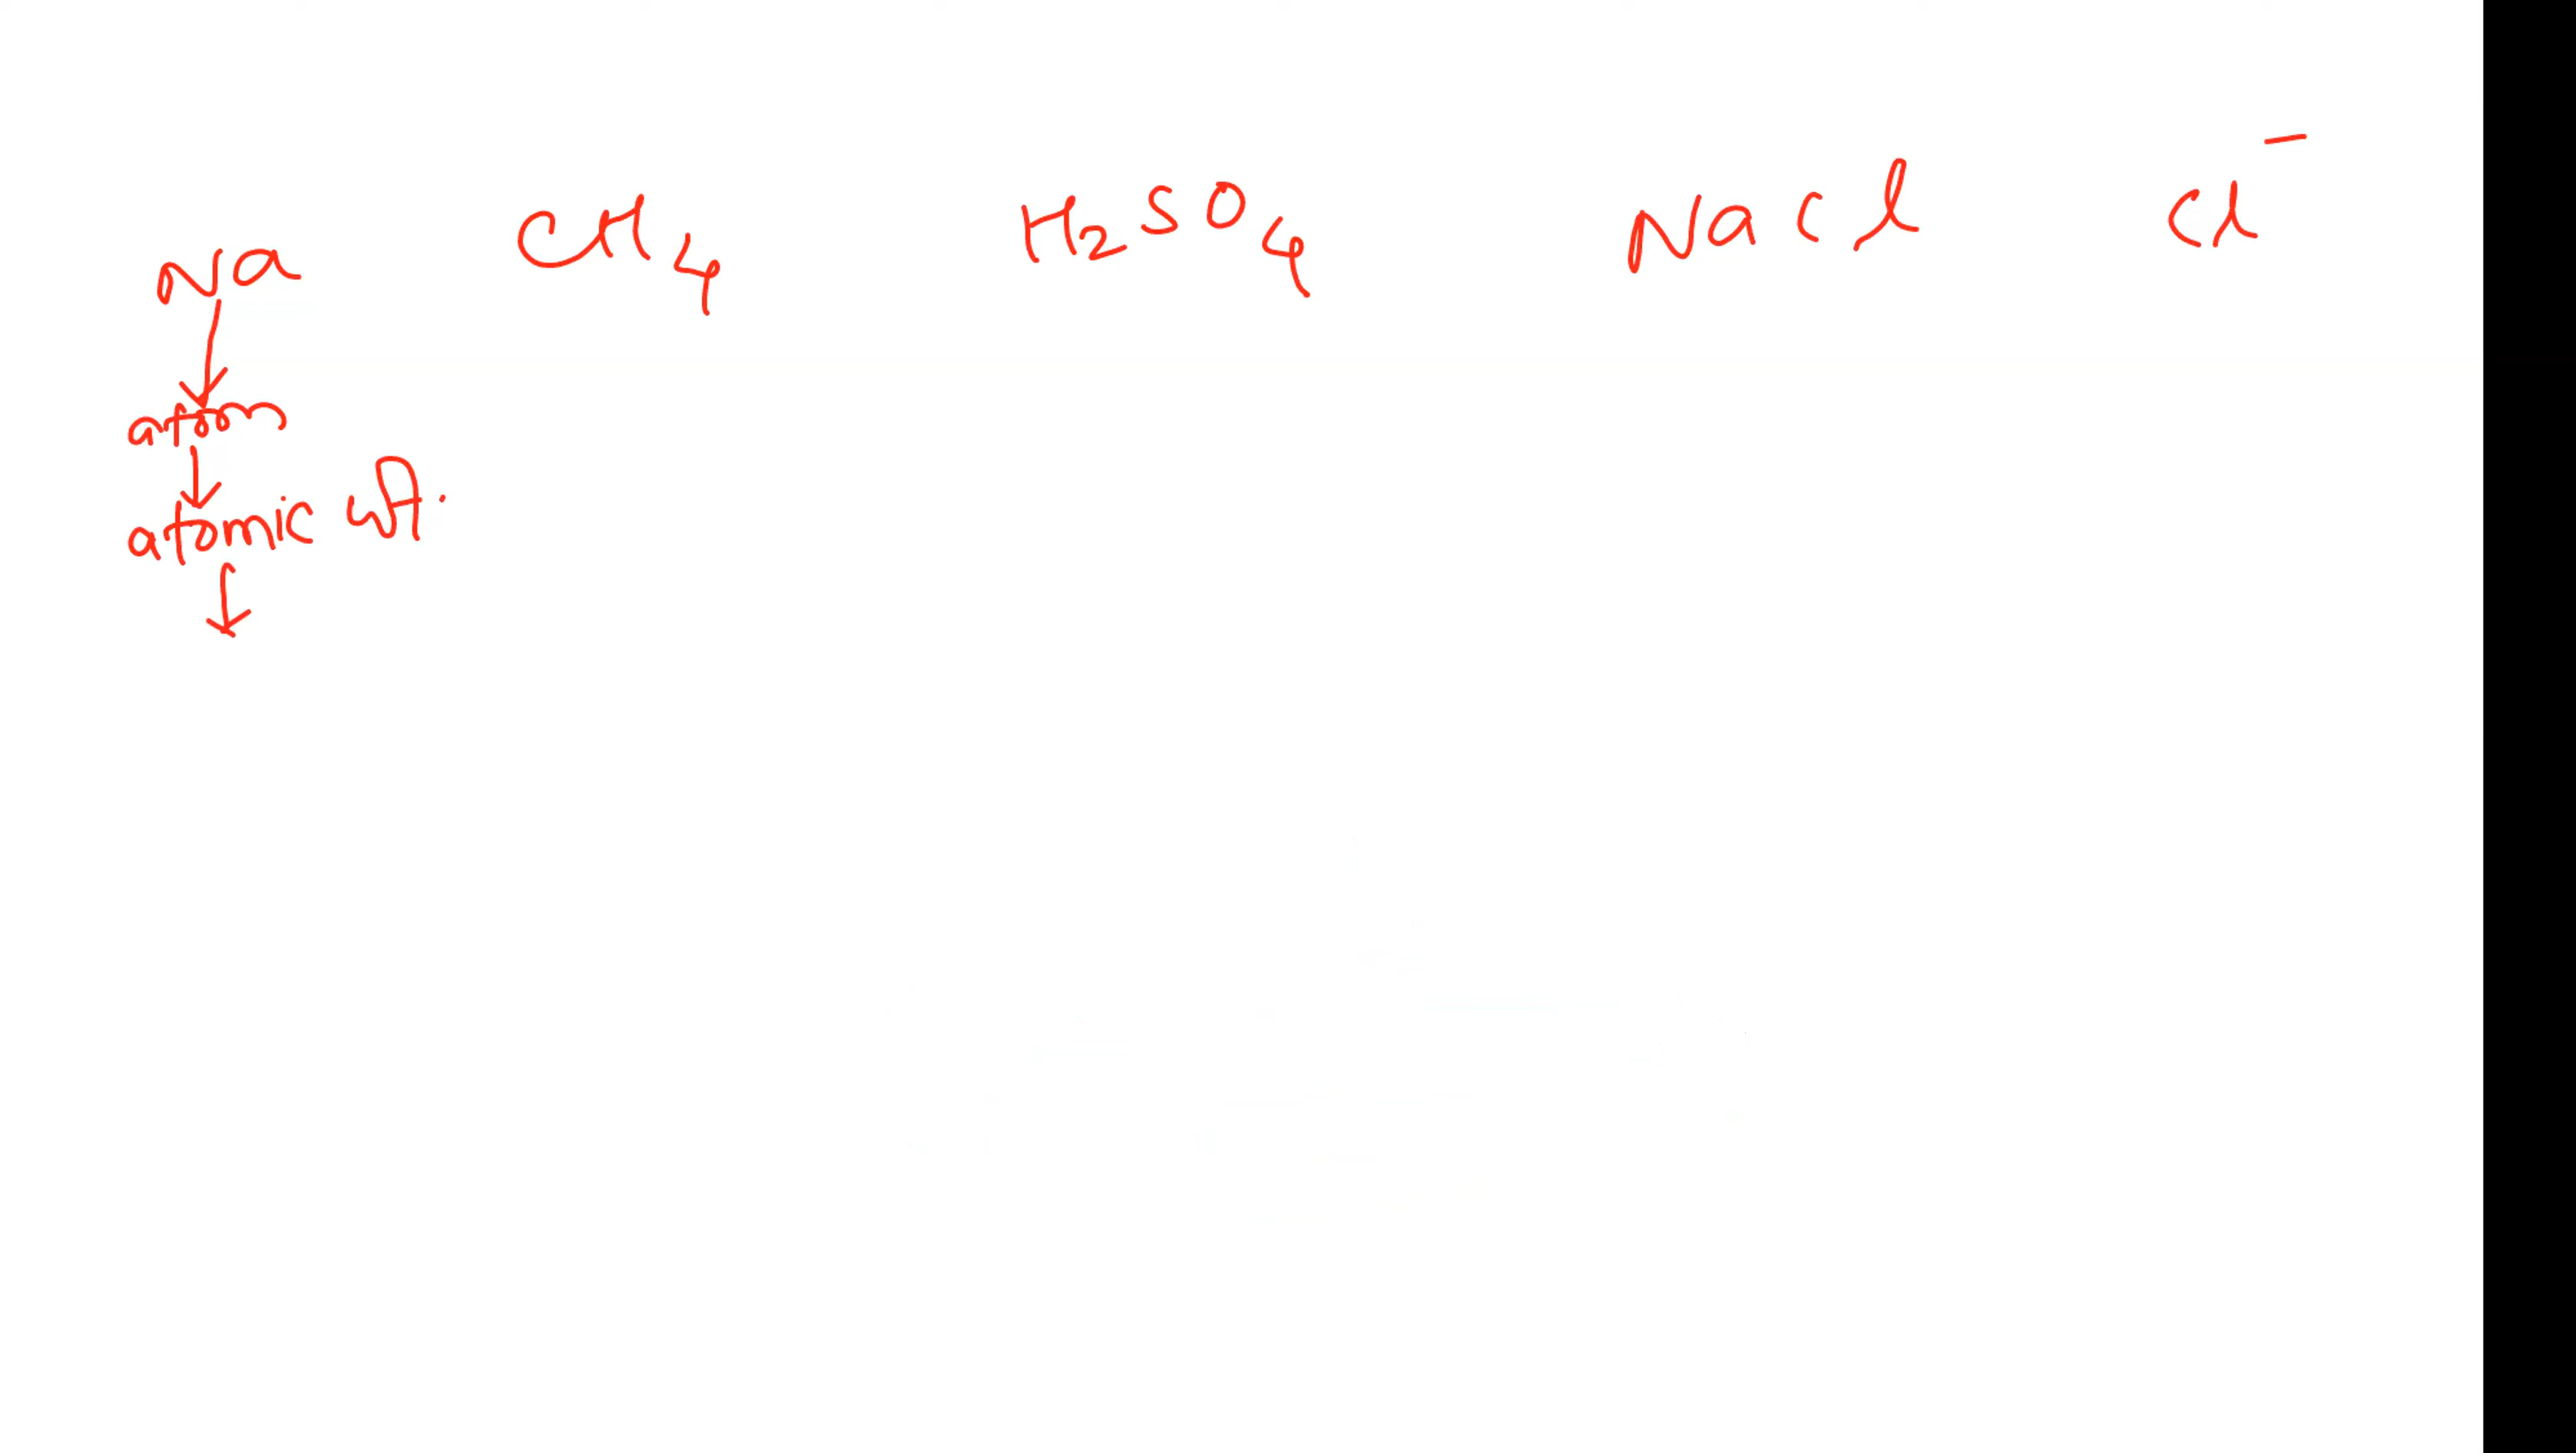 Na CH₄ H₂SO₄ NaCl Cl⁻
atom
atomic wt.